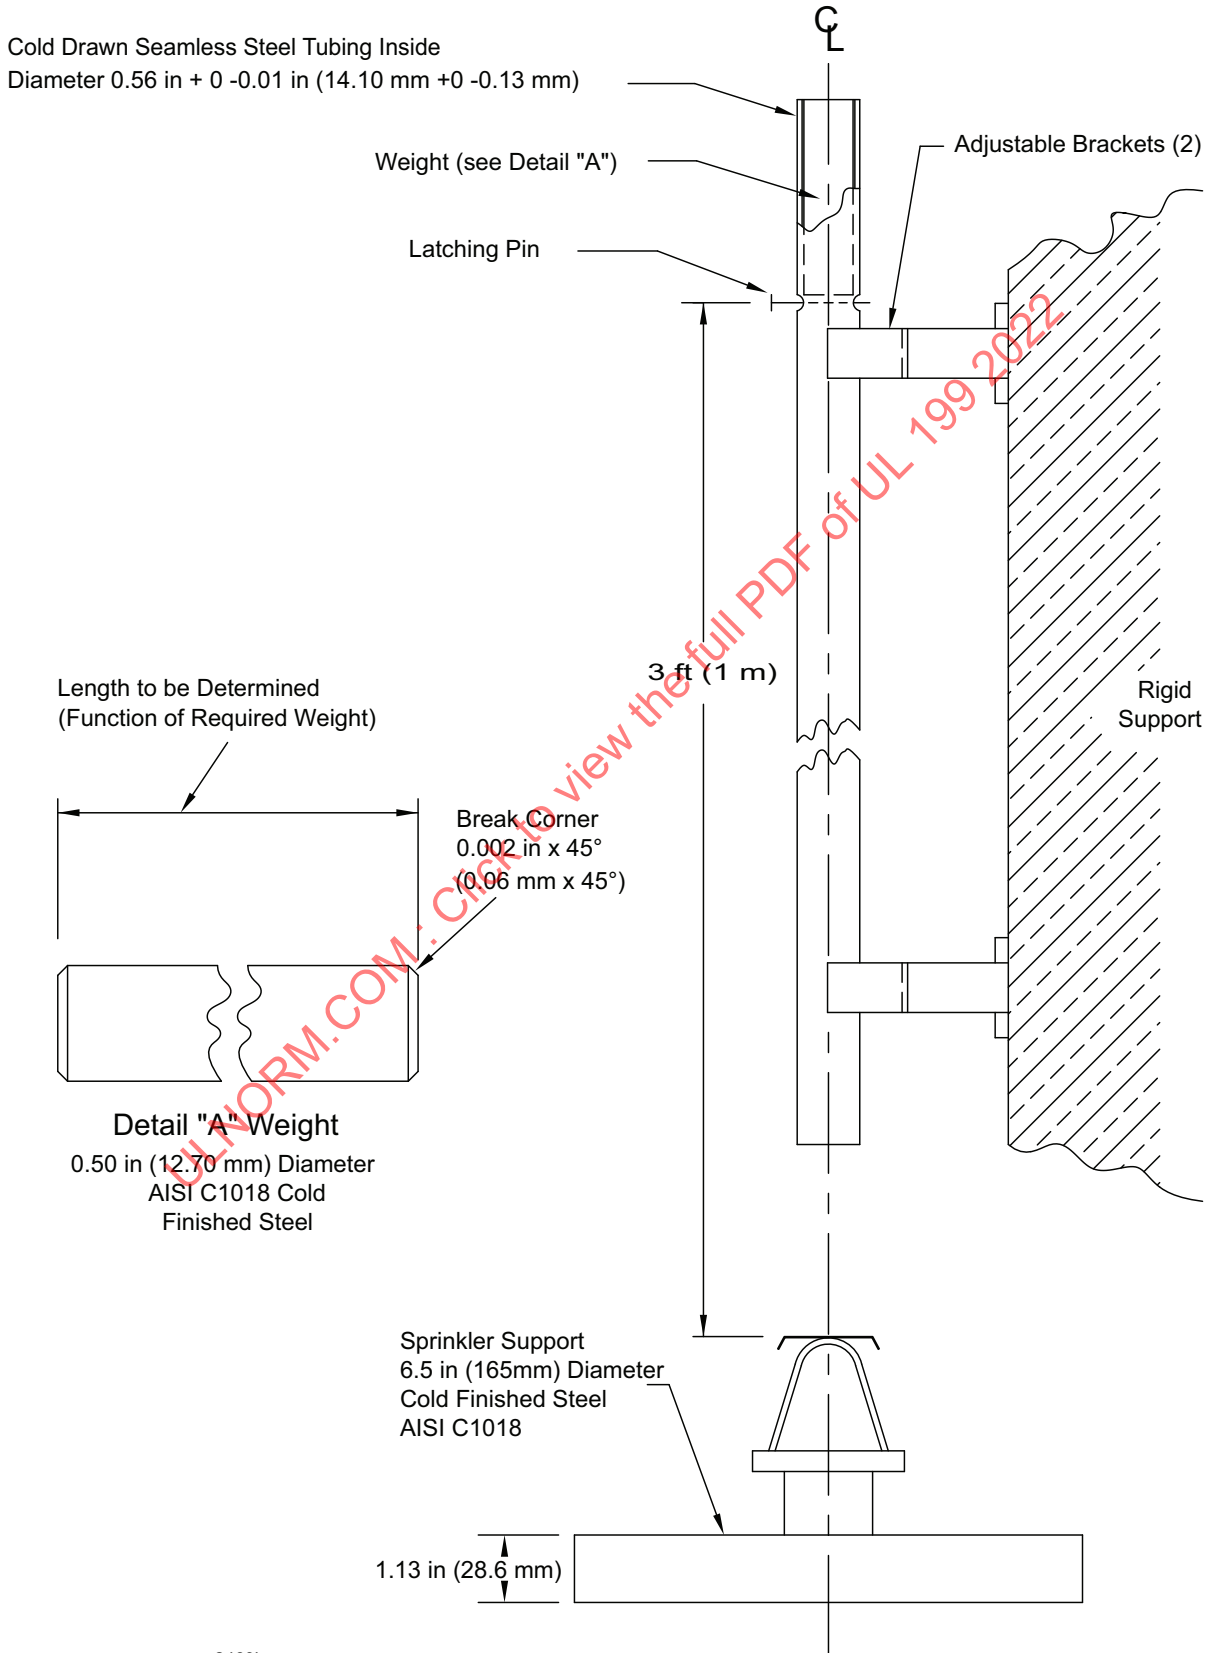 ℄
Cold Drawn Seamless Steel Tubing Inside
Diameter 0.56 in + 0 -0.01 in (14.10 mm +0 -0.13 mm)
Adjustable Brackets (2)
Weight (see Detail "A")
Latching Pin
3 ft (1 m)
Rigid
Support
Length to be Determined
(Function of Required Weight)
Break Corner
0.002 in x 45°
(0.06 mm x 45°)
Detail "A" Weight
0.50 in (12.70 mm) Diameter
AISI C1018 Cold
Finished Steel
Sprinkler Support
6.5 in (165mm) Diameter
Cold Finished Steel
AISI C1018
1.13 in (28.6 mm)
ULNORM.COM : Click to view the full PDF of UL 199 2022